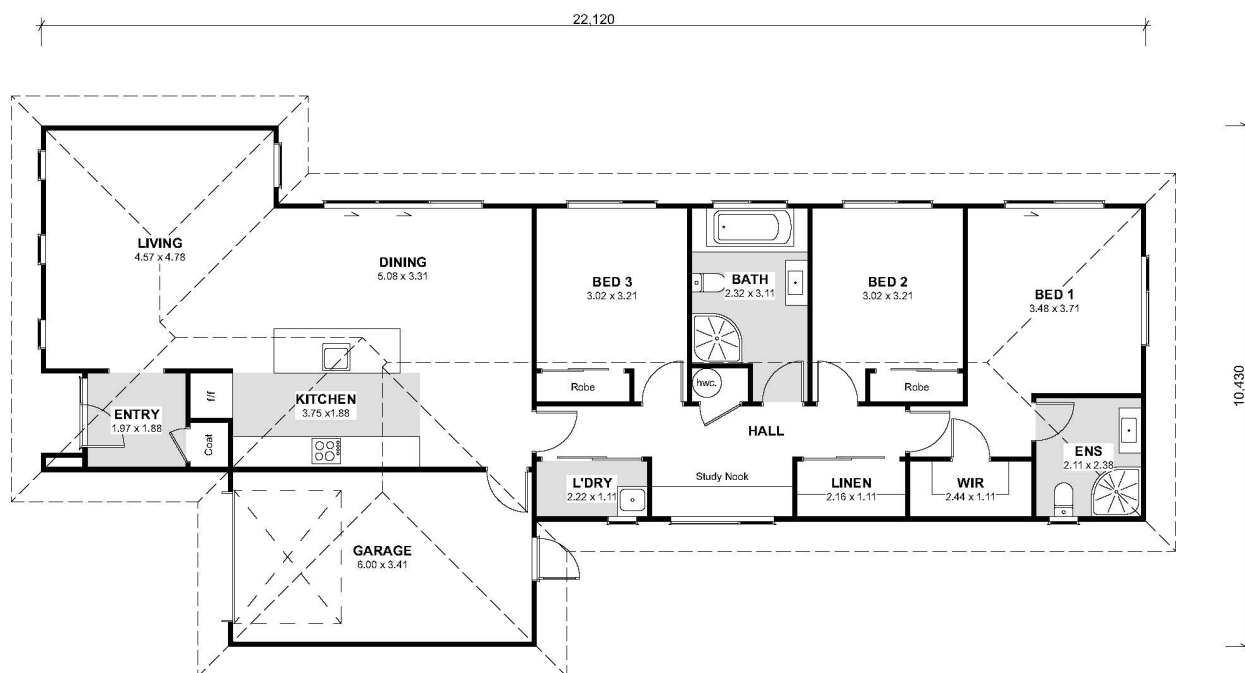 22,120
LIVING
4.57 x 4.78
DINING
5.08 x 3.31
BED 3
3.02 x 3.21
BATH
2.32 x 3.11
BED 2
3.02 x 3.21
BED 1
3.48 x 3.71
10,430
Robe
hwc.
Robe
f/f
KITCHEN
3.75 x1.88
ENTRY
1.97 x 1.88
Coat
HALL
ENS
2.11 x 2.38
L'DRY
2.22 x 1.11
Study Nook
LINEN
2.16 x 1.11
WIR
2.44 x 1.11
GARAGE
6.00 x 3.41